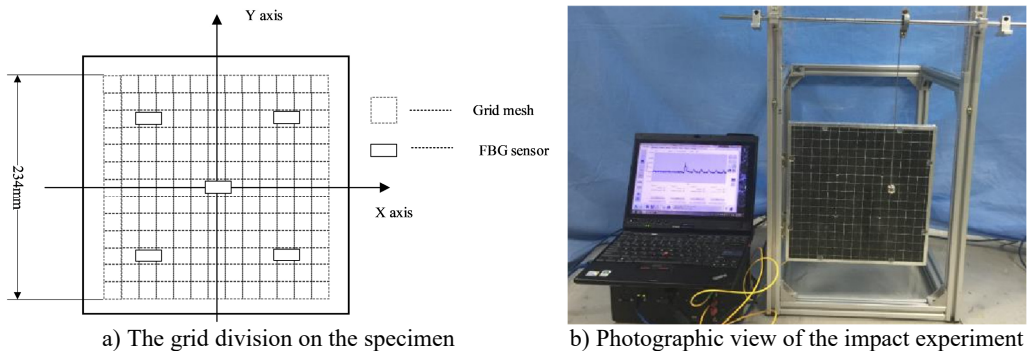 Y axis
Grid mesh
FBG sensor
234mm
X axis
a) The grid division on the specimen
b) Photographic view of the impact experiment